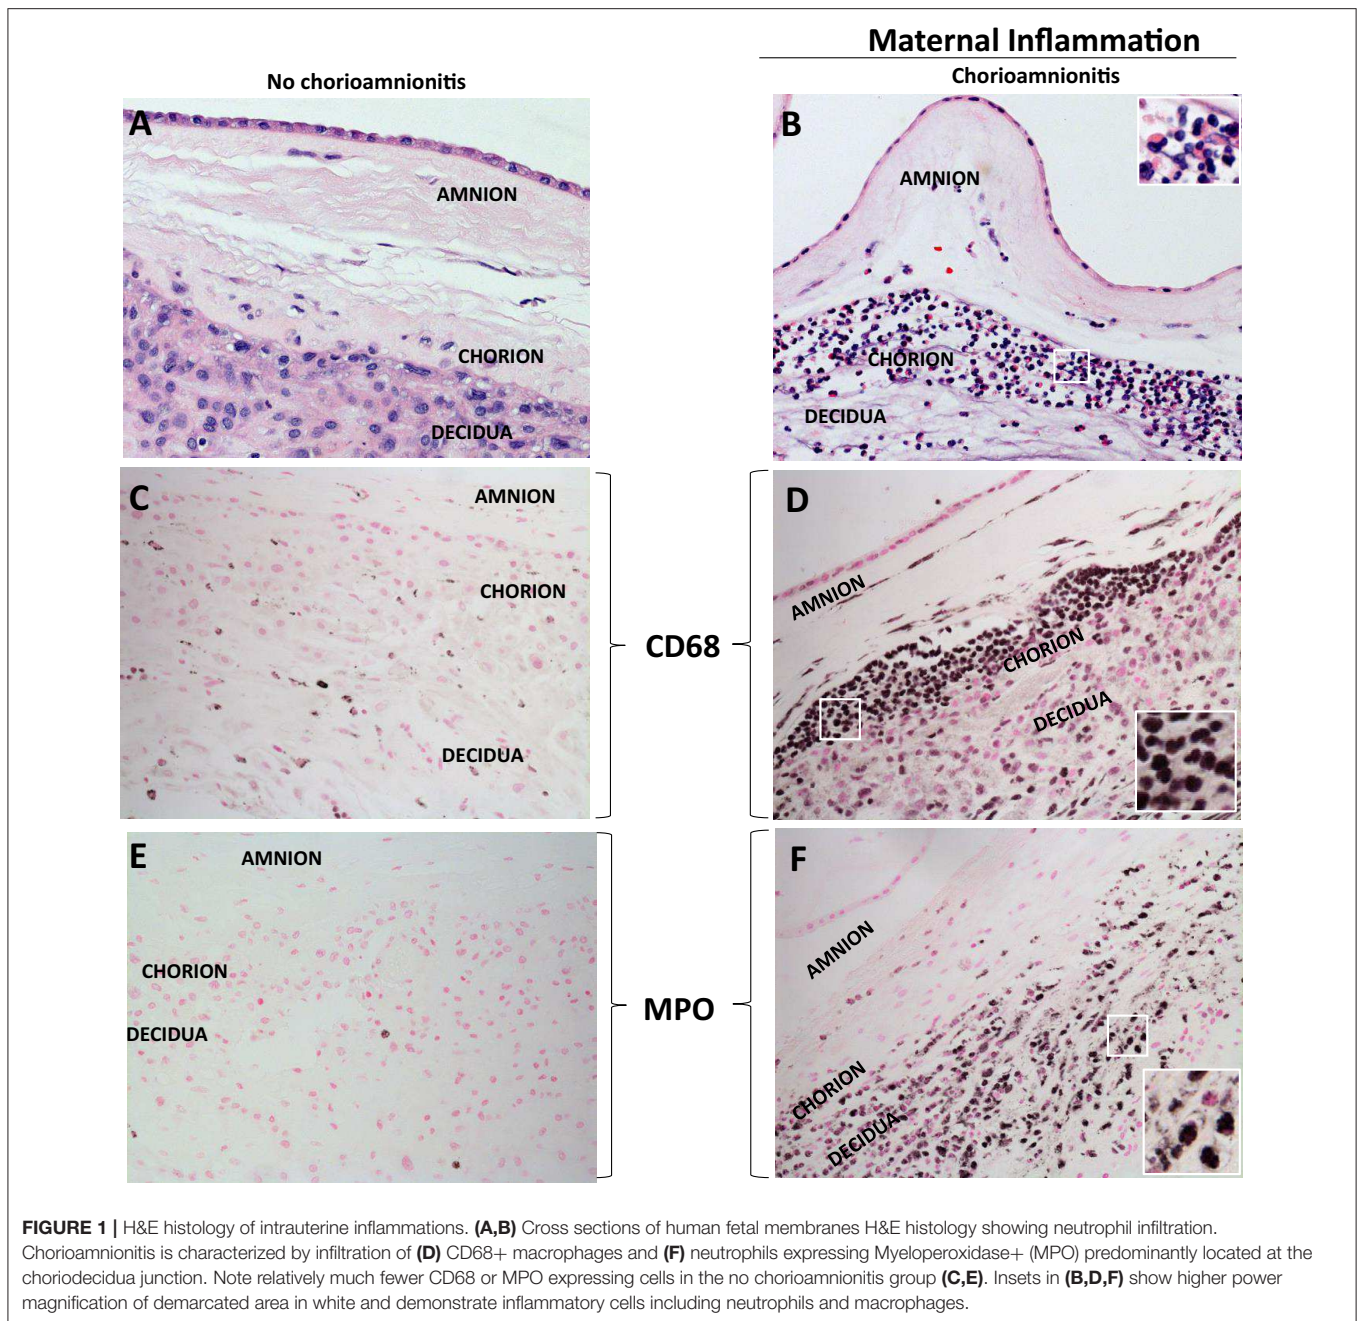 Maternal Inflammation
No chorioamnionitis
Chorioamnionitis
A
AMNION
CHORION
DECIDUA
B
AMNION
CHORION
DECIDUA
C
AMNION
CHORION
DECIDUA
CD68
D
AMNION
CHORION
DECIDUA
E
AMNION
CHORION
DECIDUA
MPO
F
AMNION
CHORION
DECIDUA
FIGURE 1 | H&E histology of intrauterine inflammations. (A,B) Cross sections of human fetal membranes H&E histology showing neutrophil infiltration.
Chorioamnionitis is characterized by infiltration of (D) CD68+ macrophages and (F) neutrophils expressing Myeloperoxidase+ (MPO) predominantly located at the
choriodecidua junction. Note relatively much fewer CD68 or MPO expressing cells in the no chorioamnionitis group (C,E). Insets in (B,D,F) show higher power
magnification of demarcated area in white and demonstrate inflammatory cells including neutrophils and macrophages.